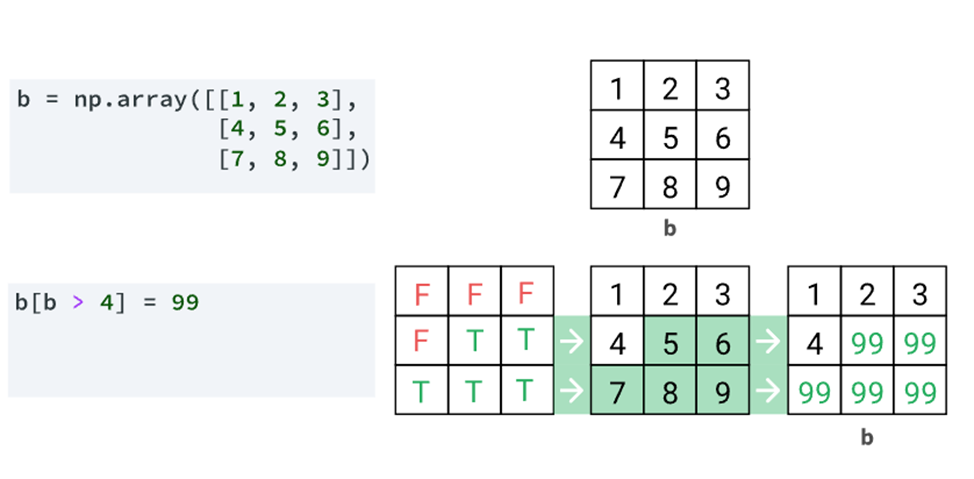 b = np.array([[1, 2, 3],
[4, 5, 6],
[7, 8, 9]])
1 2 3
4 5 6
7 8 9
b
b[b > 4] = 99
F F F
F T T
T T T
1 2 3
4 5 6
7 8 9
1 2 3
4 99 99
99 99 99
b